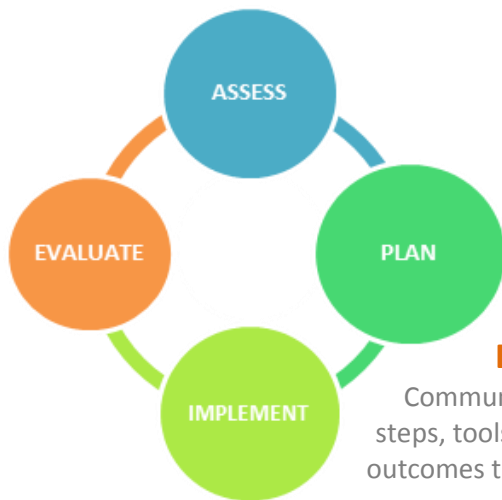 ASSESS
EVALUATE
PLAN
IMPLEMENT
steps,
outcomes